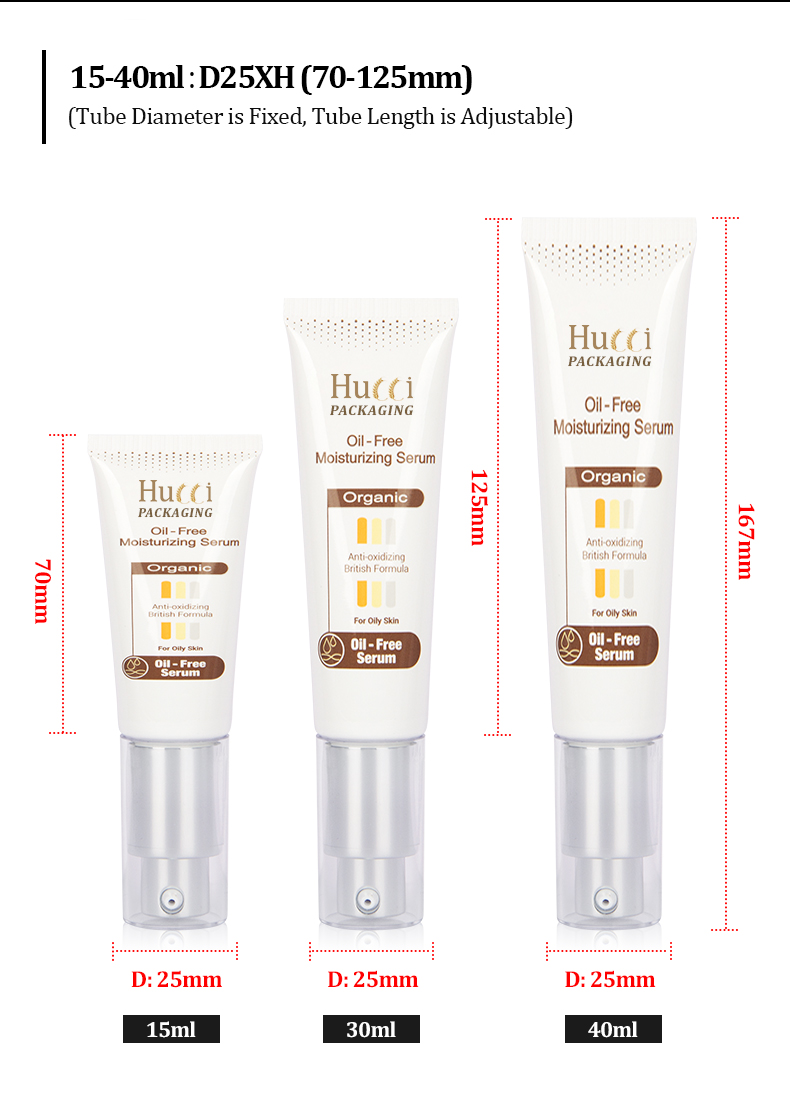 15-40ml : D25XH (70-125mm)
(Tube Diameter is Fixed, Tube Length is Adjustable)
Hucci
PACKAGING
Oil-Free
Moisturizing Serum
Organic
Anti-oxidizing
British Formula
For Oily Skin
Oil-Free
Serum
Hucci
PACKAGING
Oil-Free
Moisturizing Serum
Organic
Anti-oxidizing
British Formula
For Oily Skin
Oil-Free
Serum
Hucci
PACKAGING
Oil-Free
Moisturizing Serum
Organic
Anti-oxidizing
British Formula
For Oily Skin
Oil-Free
Serum
70mm
125mm
167mm
D: 25mm
D: 25mm
D: 25mm
15ml
30ml
40ml